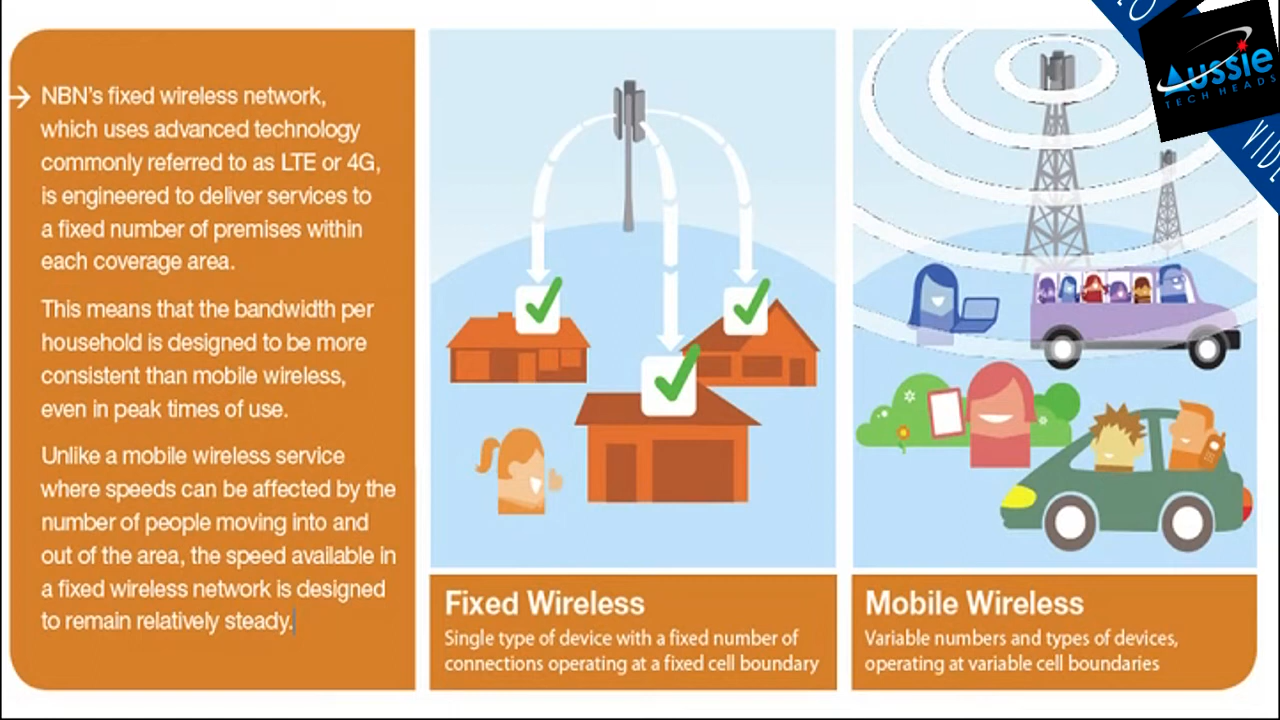 NBN's fixed wireless network,
which uses advanced technology
commonly referred to as LTE or 4G,
is engineered to deliver services to
a fixed number of premises within
each coverage area.
This means that the bandwidth per
household is designed to be more
consistent than mobile wireless,
even in peak times of use.
Unlike a mobile wireless service
where speeds can be affected by the
number of people moving into and
out of the area, the speed available in
a fixed wireless network is designed
to remain relatively steady.
Fixed Wireless
Single type of device with a fixed number of
connections operating at a fixed cell boundary
Mobile Wireless
Variable numbers and types of devices,
operating at variable cell boundaries
AUSSIE
TECH HEADS